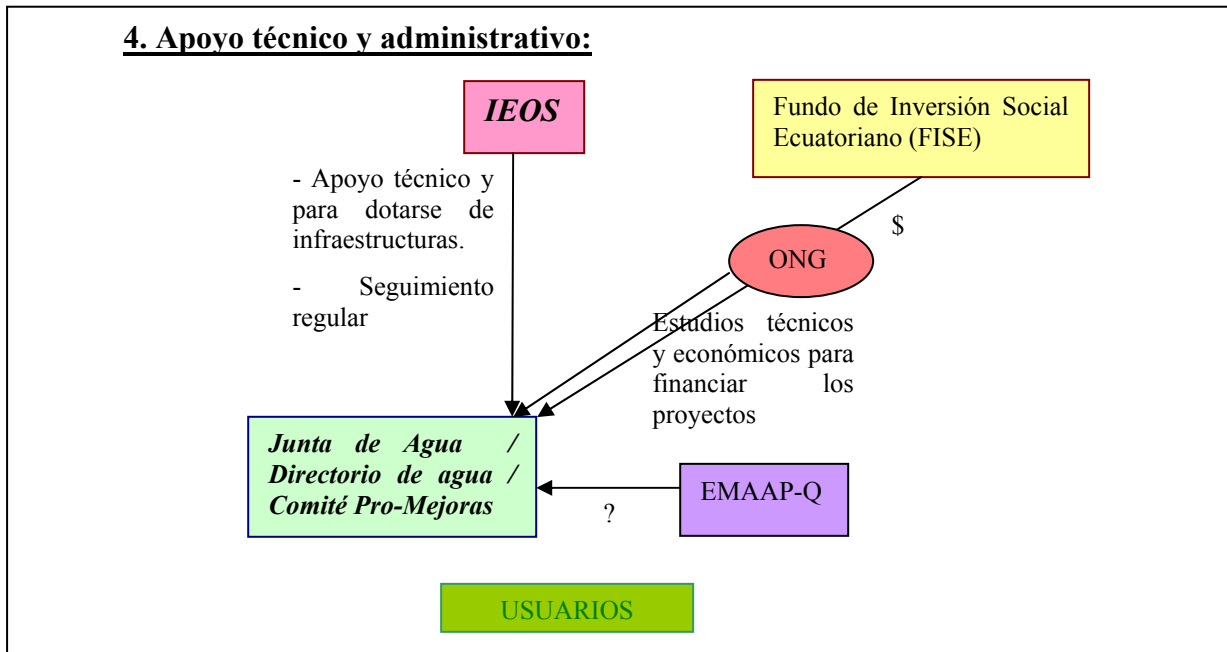 4. Apoyo técnico y administrativo:
IEOS
Fundo de Inversión Social
Ecuatoriano (FISE)
- Apoyo técnico y
para dotarse de
infraestructuras.
- Seguimiento
regular
$
ONG
Estudios técnicos
y económicos para
financiar los
proyectos
Junta de Agua /
Directorio de agua /
Comité Pro-Mejoras
EMAAP-Q
?
USUARIOS